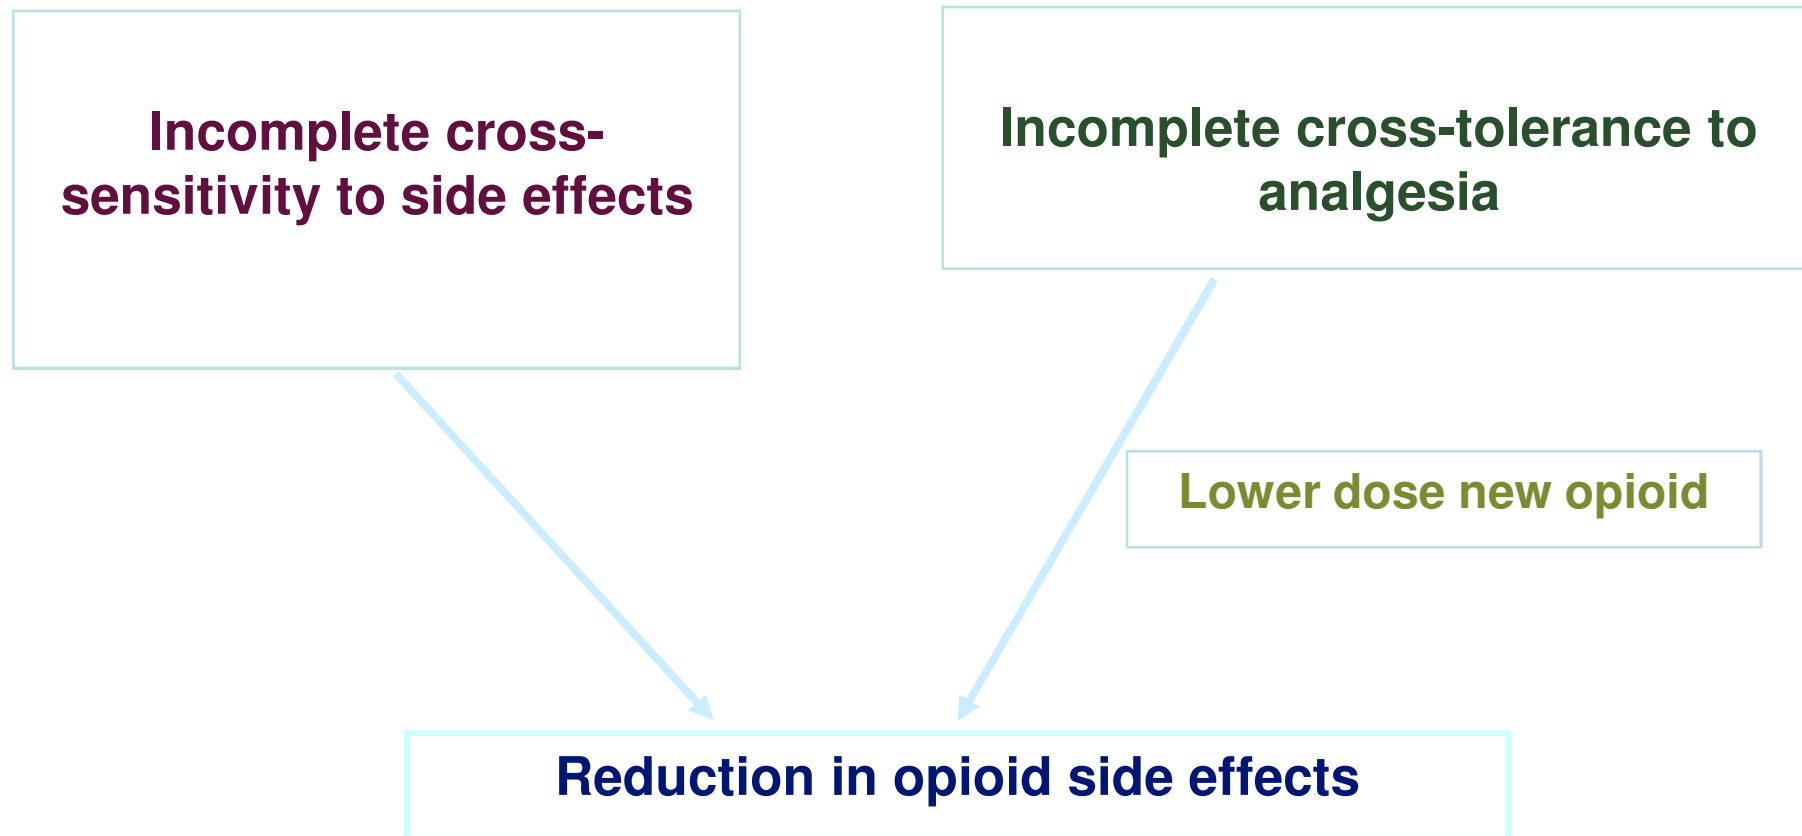 Incomplete cross-
sensitivity to side effects
Incomplete cross-tolerance to
analgesia
Lower dose new opioid
Reduction in opioid side effects